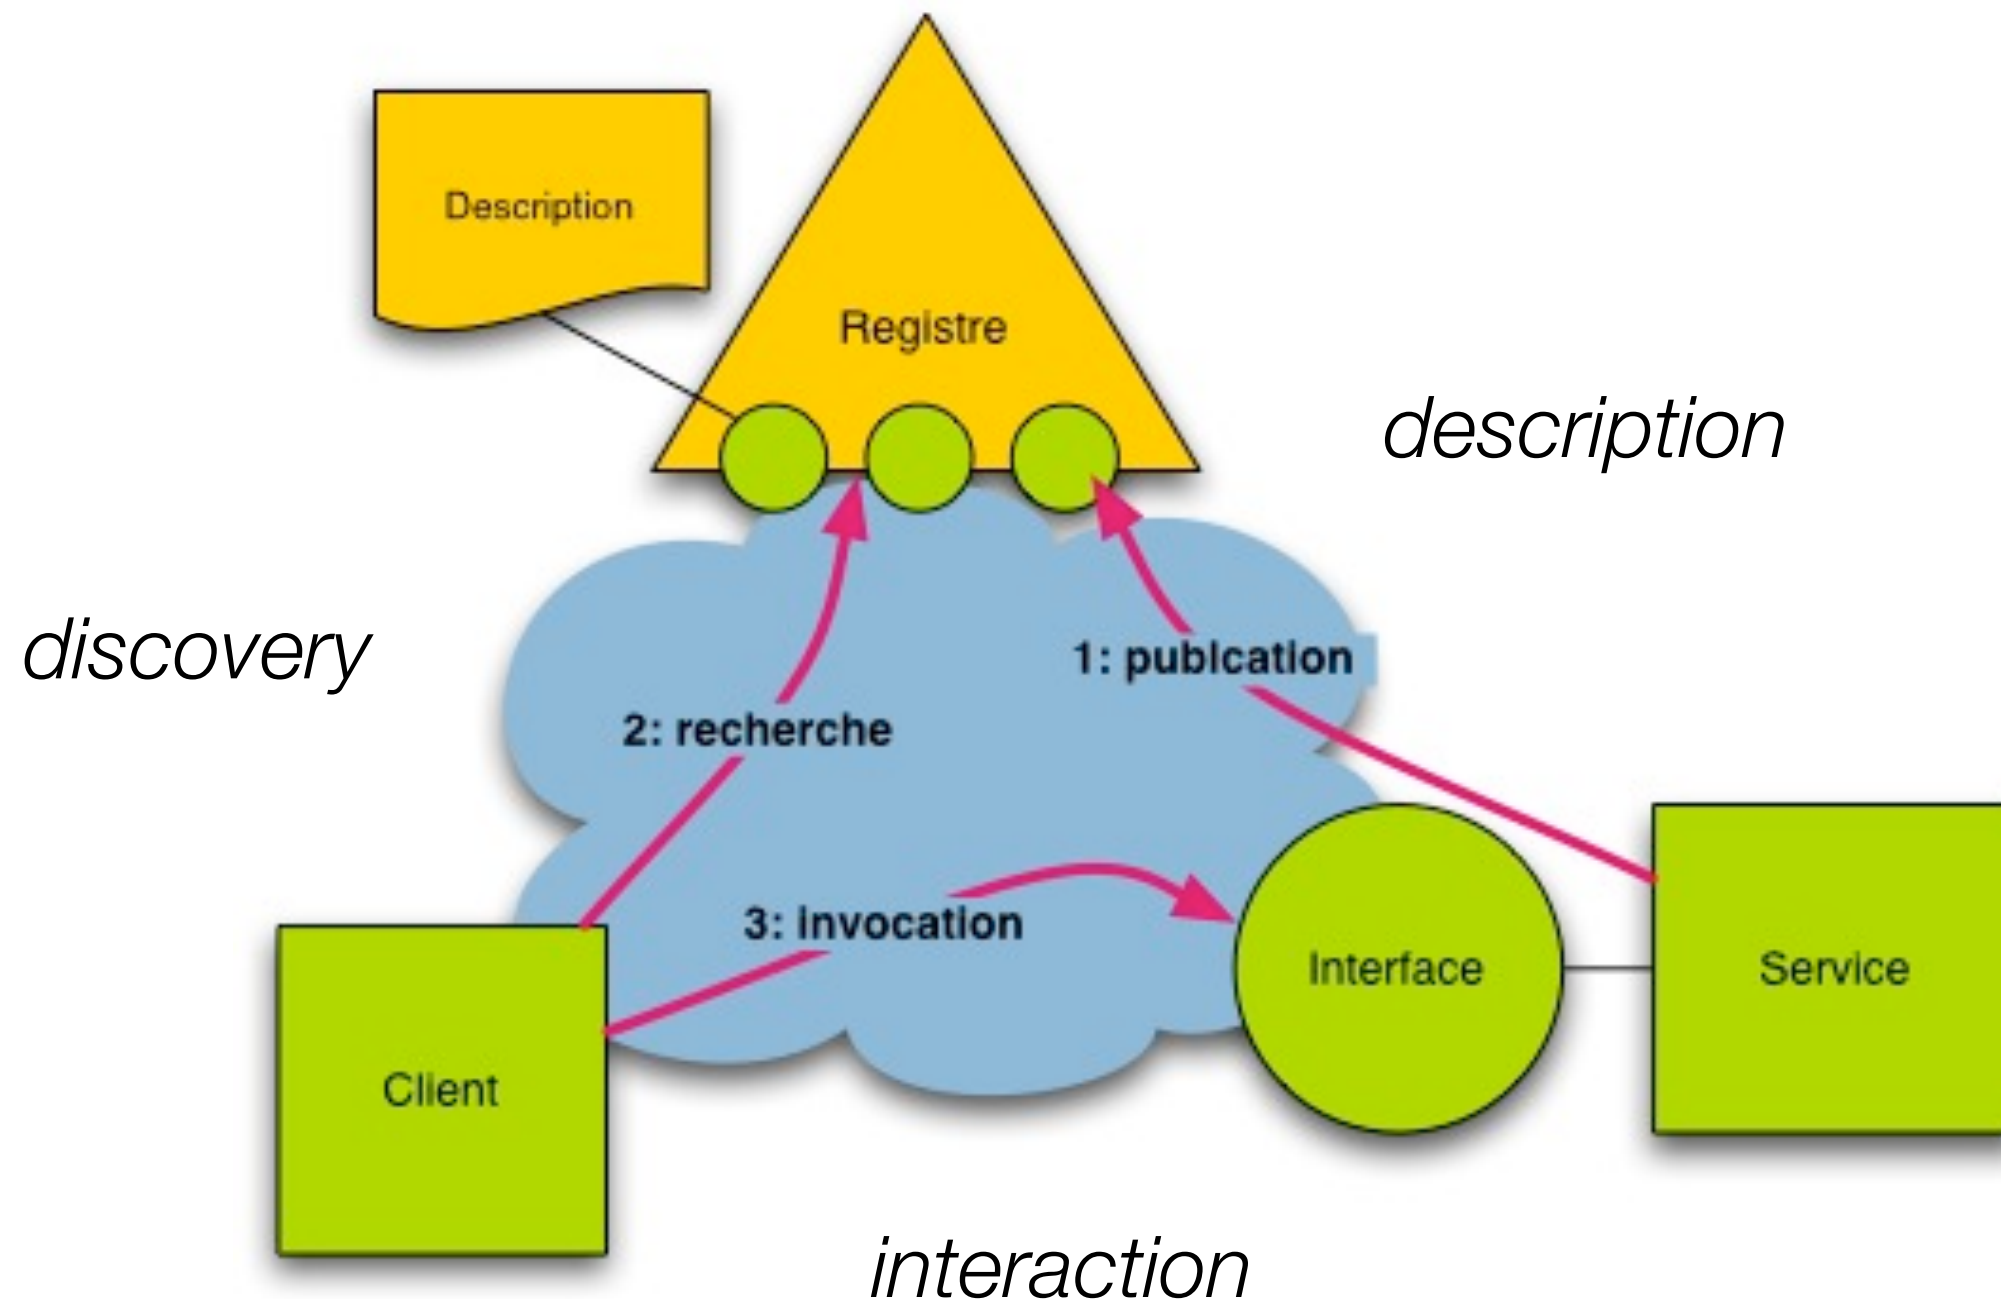 Description
Registre
description
discovery
1: publcation
2: recherche
3: invocation
Interface
Service
Client
interaction